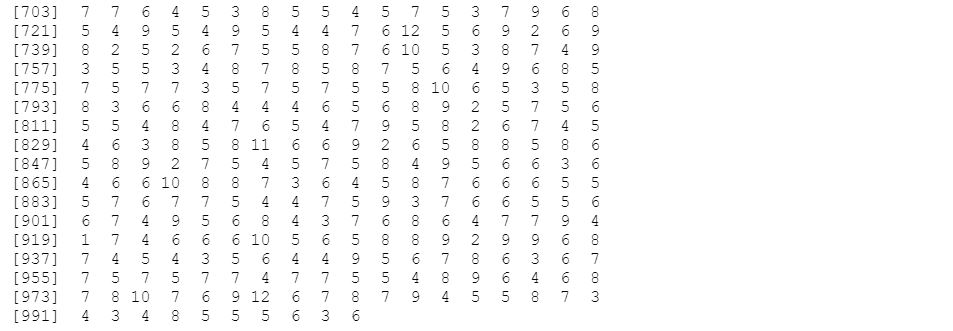 [703] 7 7 6 4 5 3 8 5 5 4 5 7 5 3 7 9 6 8
[721] 5 4 9 5 4 9 5 4 4 7 6 12 5 6 9 2 6 9
[739] 8 2 5 2 6 7 5 5 8 7 6 10 5 3 8 7 4 9
[757] 3 5 5 3 4 8 7 8 5 8 7 5 6 4 9 6 8 5
[775] 7 5 7 7 3 5 7 5 7 5 5 8 10 6 5 3 5 8
[793] 8 3 6 6 8 4 4 4 6 5 6 8 9 2 5 7 5 6
[811] 5 5 4 8 4 7 6 5 4 7 9 5 8 2 6 7 4 5
[829] 4 6 3 8 5 8 11 6 6 9 2 6 5 8 8 5 8 6
[847] 5 8 9 2 7 5 4 5 7 5 8 4 9 5 6 6 3 6
[865] 4 6 6 10 8 8 7 3 6 4 5 8 7 6 6 6 5 5
[883] 5 7 6 7 7 5 4 4 7 5 9 3 7 6 6 5 5 6
[901] 6 7 4 9 5 6 8 4 3 7 6 8 6 4 7 7 9 4
[919] 1 7 4 6 6 6 10 5 6 5 8 8 9 2 9 9 6 8
[937] 7 4 5 4 3 5 6 4 4 9 5 6 7 8 6 3 6 7
[955] 7 5 7 5 7 7 4 7 7 5 5 4 8 9 6 4 6 8
[973] 7 8 10 7 6 9 12 6 7 8 7 9 4 5 5 8 7 3
[991] 4 3 4 8 5 5 5 6 3 6